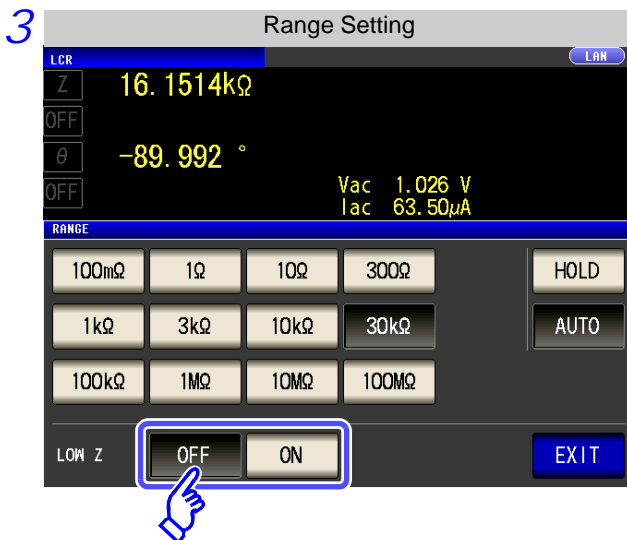 3
Range Setting
LCR LAN
Z 16.1514kΩ
OFF
θ -89.992 °
OFF
Vac 1.026 V
Iac 63.50μA
RANGE
100mΩ 1Ω 10Ω 300Ω HOLD
1kΩ 3kΩ 10kΩ 30kΩ AUTO
100kΩ 1MΩ 10MΩ 100MΩ
LOW Z OFF ON EXIT